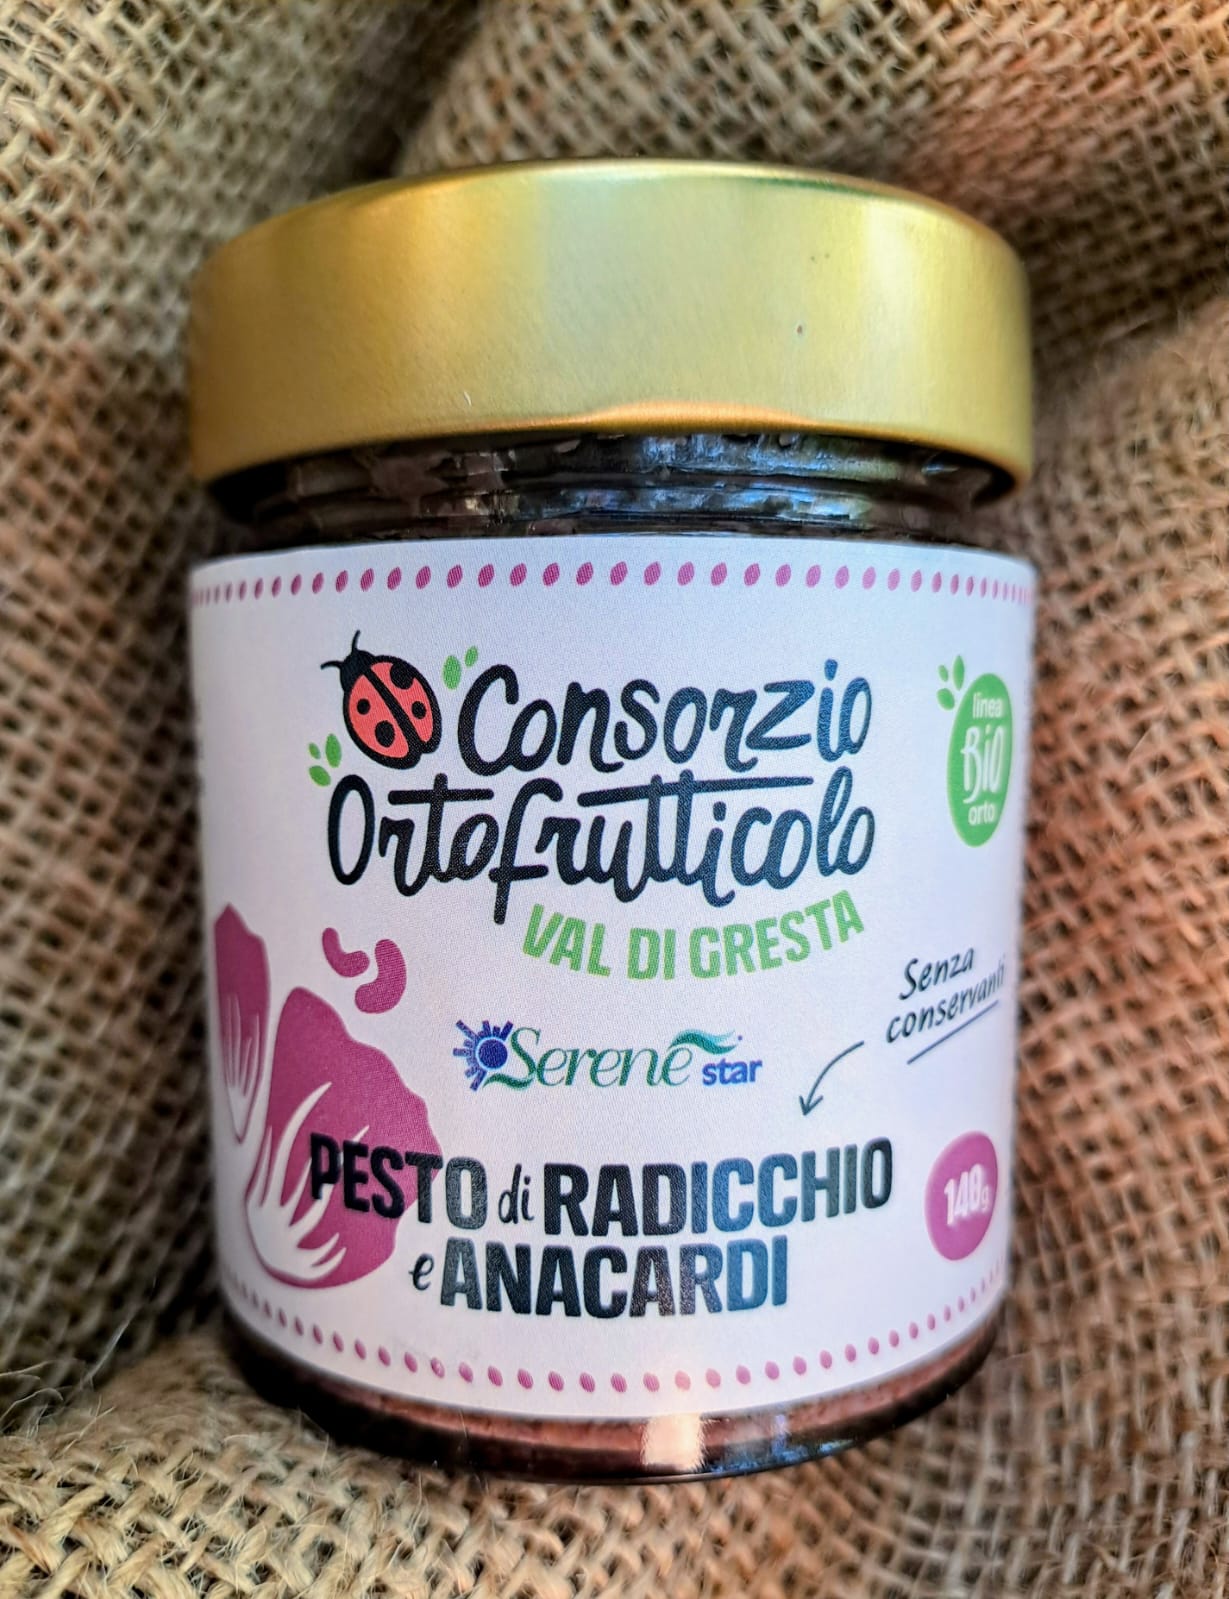 Consorzio
Ortofrutticolo
VAL DI GRESTA
linea
BiO
orto
Senza
conservanti
Serene star
PESTO di RADICCHIO
e ANACARDI
140g